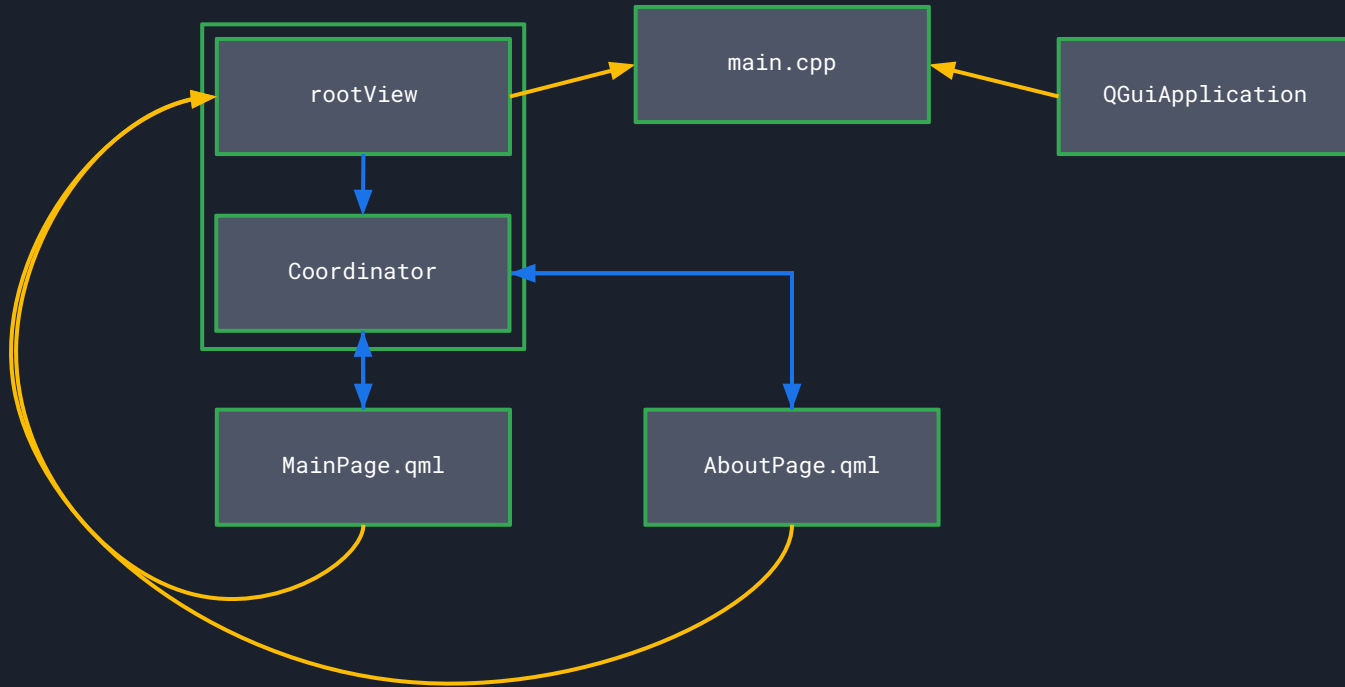 main.cpp
rootView
QGuiApplication
Coordinator
MainPage.qml
AboutPage.qml